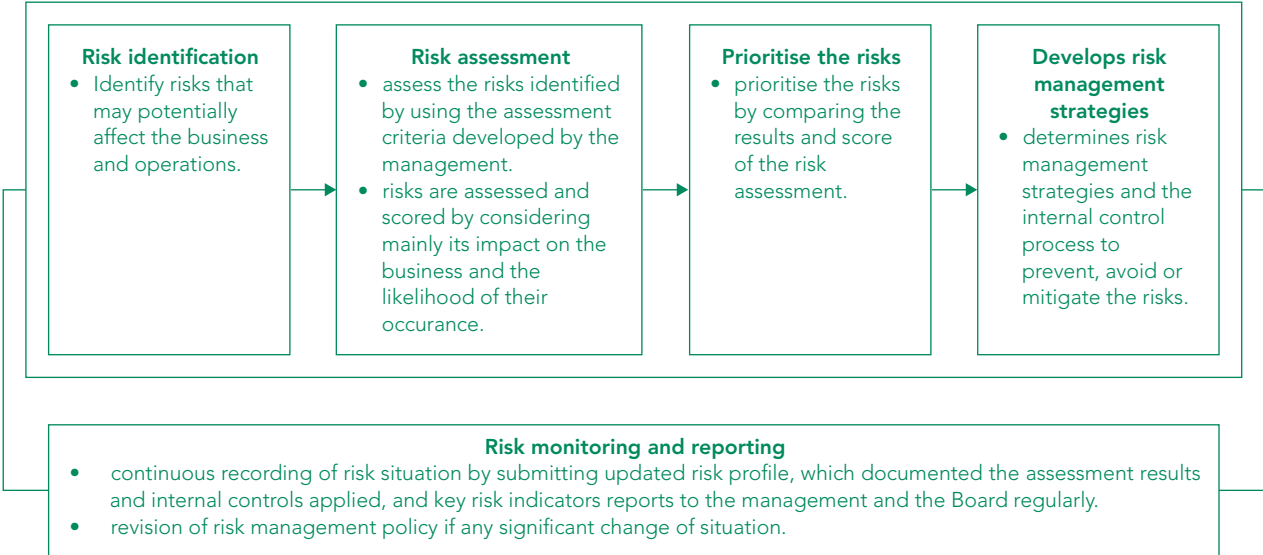 Risk identification
• Identify risks that
may potentially
affect the business
and operations.
Risk assessment
• assess the risks identified
by using the assessment
criteria developed by the
management.
• risks are assessed and
scored by considering
mainly its impact on the
business and the
likelihood of their
occurance.
Prioritise the risks
• prioritise the risks
by comparing the
results and score
of the risk
assessment.
Develops risk
management
strategies
• determines risk
management
strategies and the
internal control
process to
prevent, avoid or
mitigate the risks.
Risk monitoring and reporting
• continuous recording of risk situation by submitting updated risk profile, which documented the assessment results
and internal controls applied, and key risk indicators reports to the management and the Board regularly.
• revision of risk management policy if any significant change of situation.